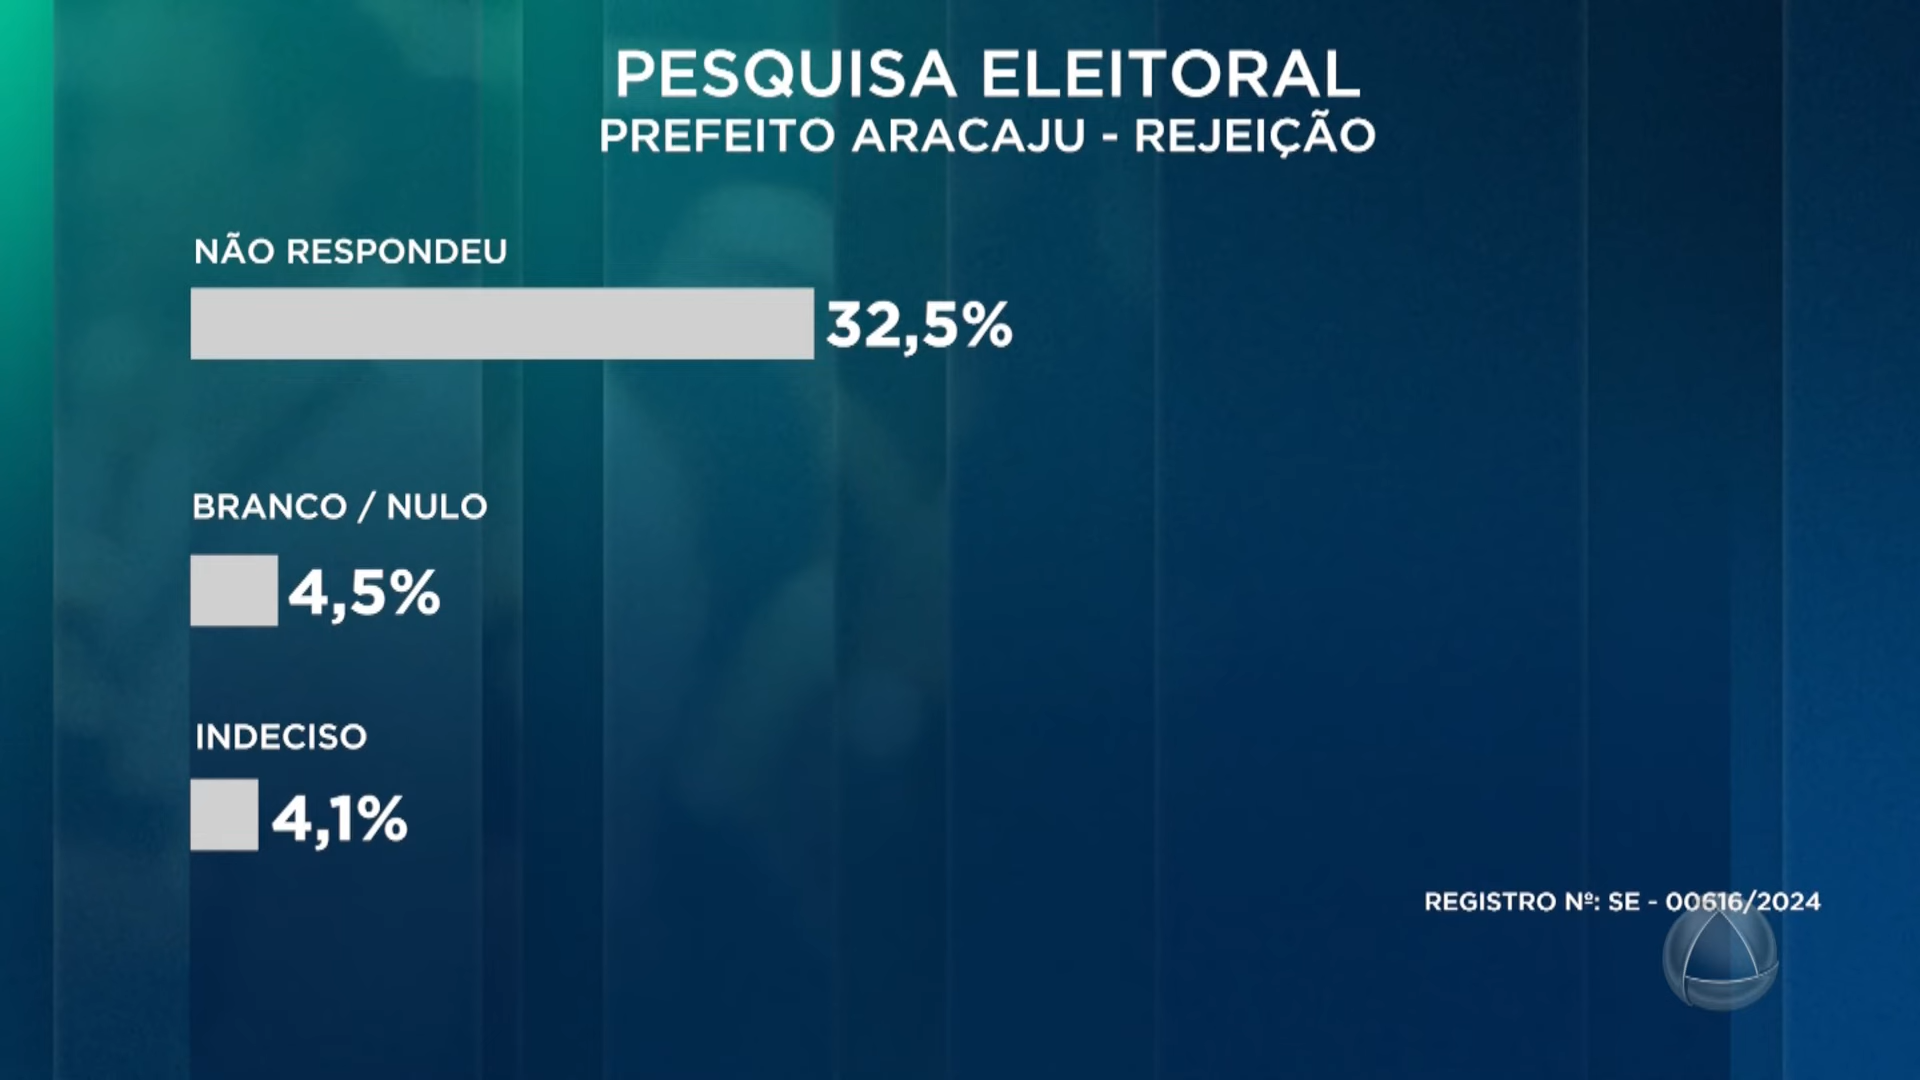 PESQUISA ELEITORAL
PREFEITO ARACAJU - REJEIÇÃO
NÃO RESPONDEU
32,5%
BRANCO / NULO
4,5%
INDECISO
4,1%
REGISTRO Nº: SE - 00616/2024